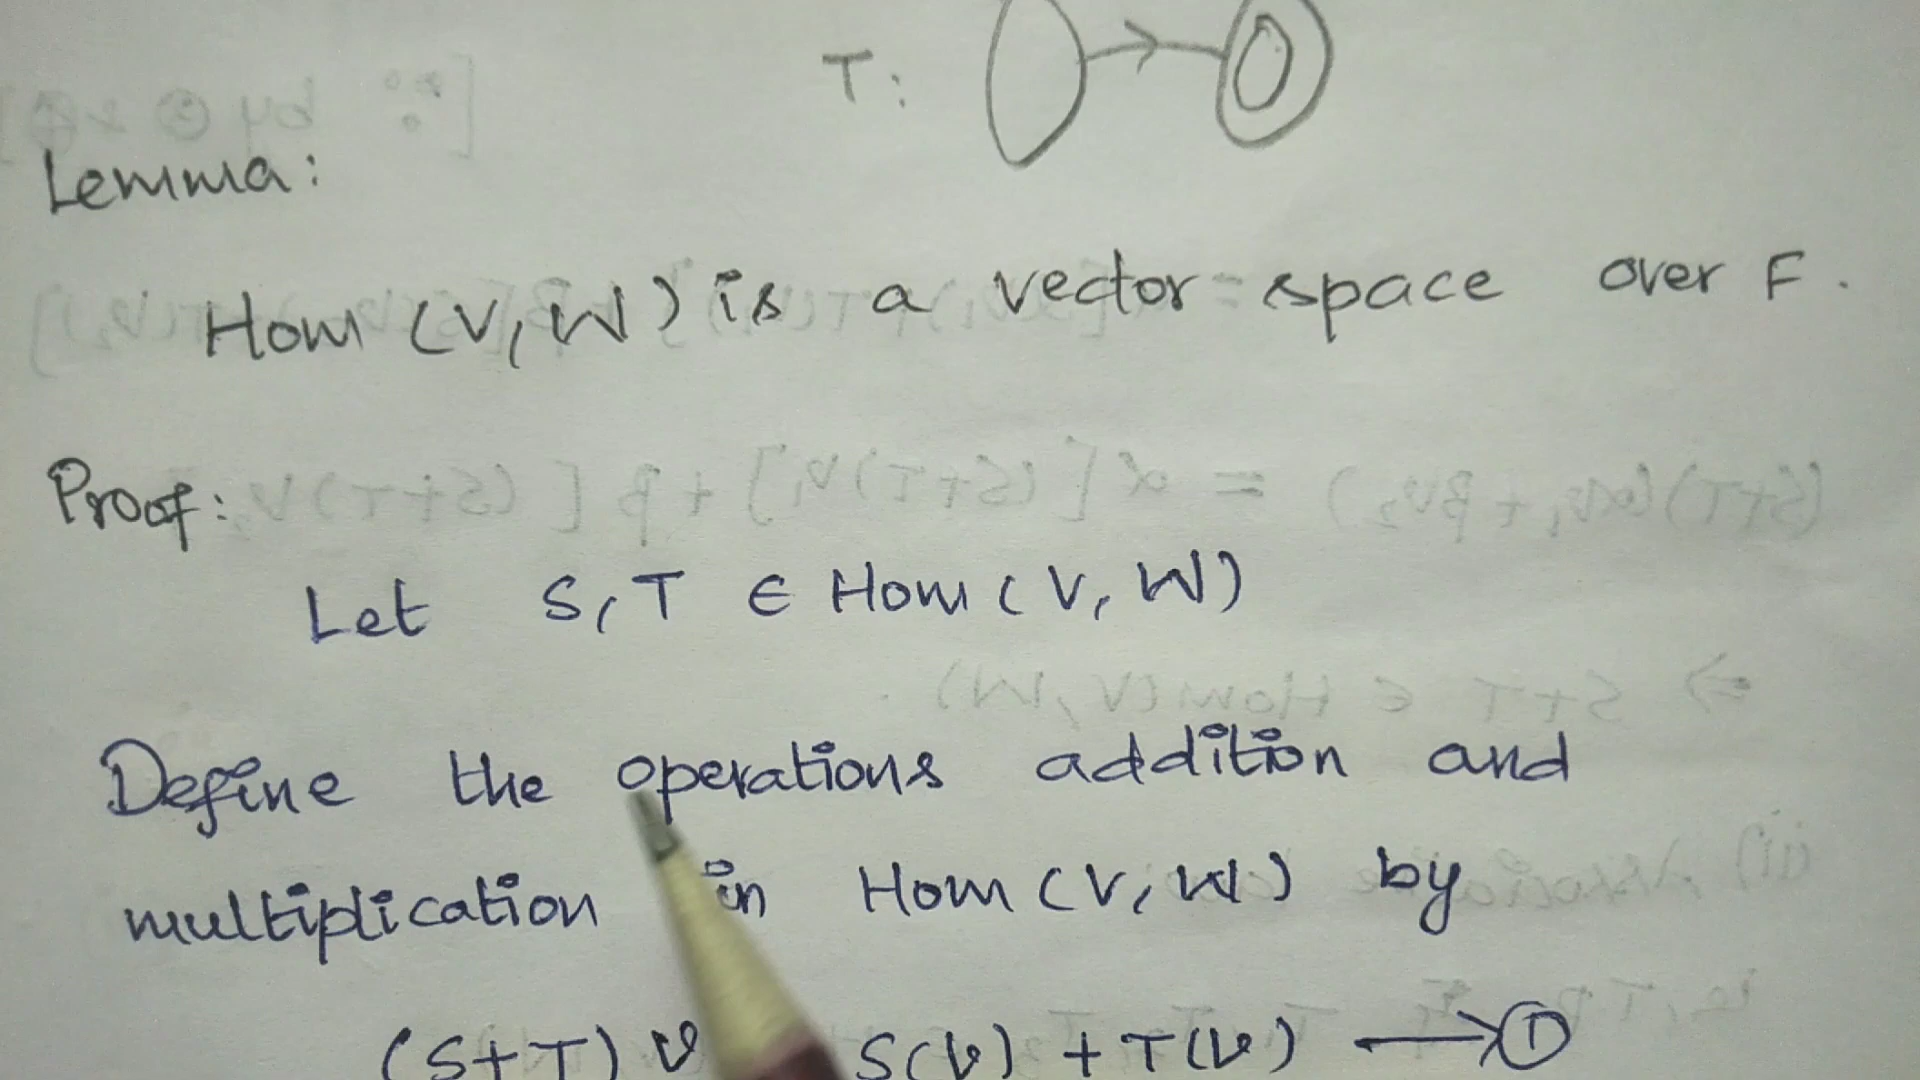 T:
Lemma:
Hom (V, W) is a vector space over F.
Proof:
Let S, T ∈ Hom (V, W)
Define the operations addition and
multiplication in Hom (V, W) by
(S+T) v S(v) + T(v) → ①